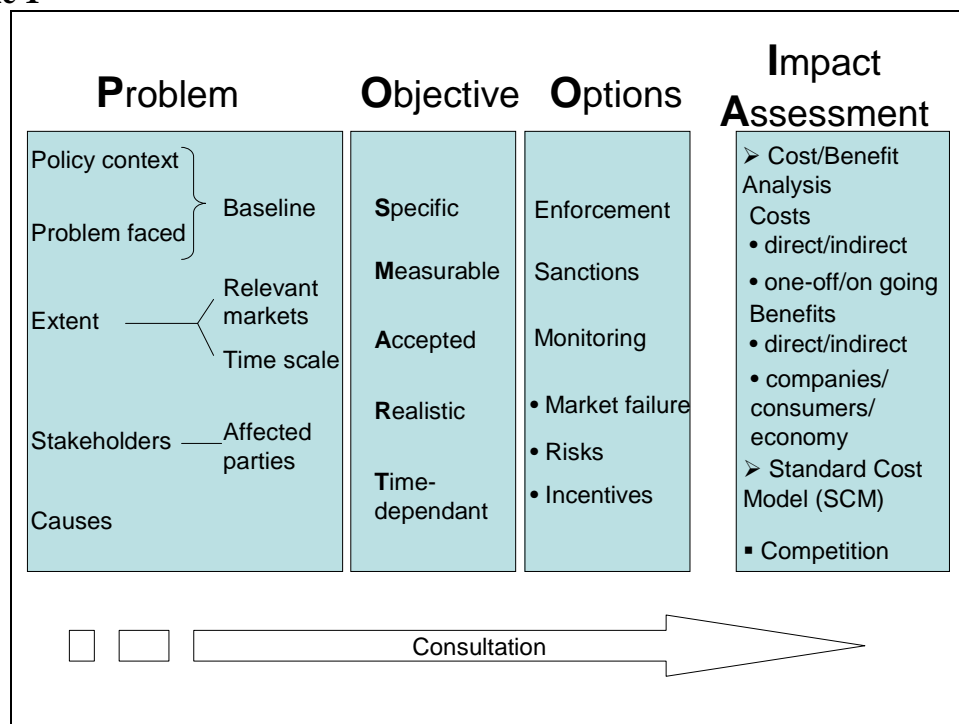 Problem
Objective
Options
Impact
Assessment
Policy context
Problem faced
Baseline
Extent
Relevant
markets
Time scale
Stakeholders
Affected
parties
Causes
Specific
Measurable
Accepted
Realistic
Time-
dependant
Enforcement
Sanctions
Monitoring
• Market failure
• Risks
• Incentives
➢ Cost/Benefit
Analysis
Costs
• direct/indirect
• one-off/on going
Benefits
• direct/indirect
• companies/
consumers/
economy
➢ Standard Cost
Model (SCM)
▪ Competition
Consultation